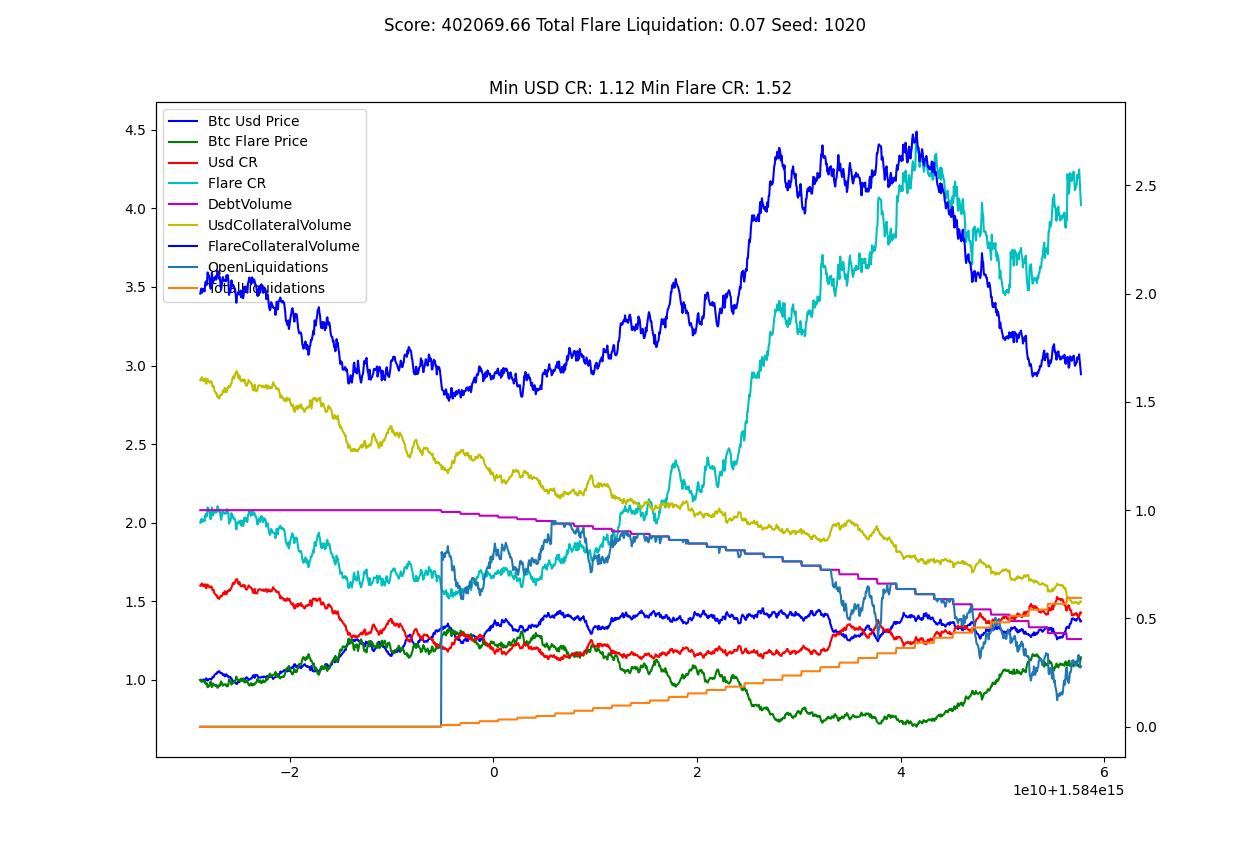 Score: 402069.66 Total Flare Liquidation: 0.07 Seed: 1020
Min USD CR: 1.12 Min Flare CR: 1.52
Btc Usd Price
Btc Flare Price
Usd CR
Flare CR
DebtVolume
UsdCollateralVolume
FlareCollateralVolume
OpenLiquidations
TotalLiquidations
4.5
4.0
3.5
3.0
2.5
2.0
1.5
1.0
2.5
2.0
1.5
1.0
0.5
0.0
−2
0
2
4
6
1e10+1.584e15